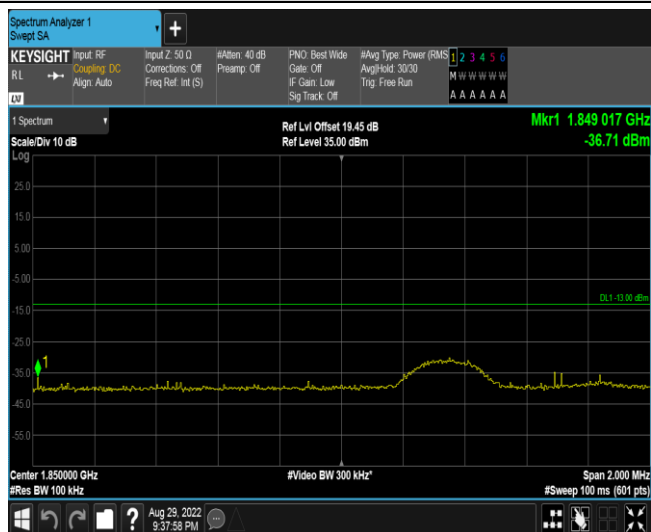 Spectrum Analyzer 1
Swept SA
+
KEYSIGHT Input: RF Input Z: 50 Ω #Atten: 40 dB PNO: Best Wide #Avg Type: Power (RMS 1 2 3 4 5 6
RL Coupling: DC Corrections: Off Preamp: Off Gate: Off Avg|Hold: 30/30 M W W W W W
Align: Auto Freq Ref: Int (S) IF Gain: Low Trig: Free Run
LXI Sig Track: Off A A A A A A
1 Spectrum Ref Lvl Offset 19.45 dB Mkr1 1.849 017 GHz
Scale/Div 10 dB Ref Level 35.00 dBm -36.71 dBm
Log
25.0
15.0
5.00
-5.00
DL1 -13.00 dBm
-15.0
-25.0
1
-35.0
-45.0
-55.0
Center 1.850000 GHz #Video BW 300 kHz* Span 2.000 MHz
#Res BW 100 kHz #Sweep 100 ms (601 pts)
? Aug 29, 2022
9:37:58 PM